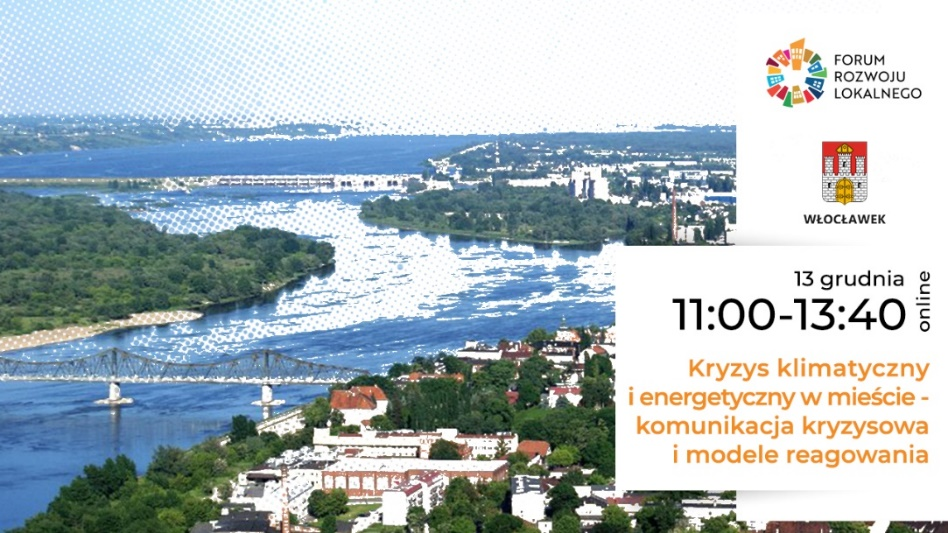 FORUM
ROZWOJU
LOKALNEGO
WŁOCŁAWEK
13 grudnia
11:00-13:40
online
Kryzys klimatyczny
i energetyczny w mieście -
komunikacja kryzysowa
i modele reagowania